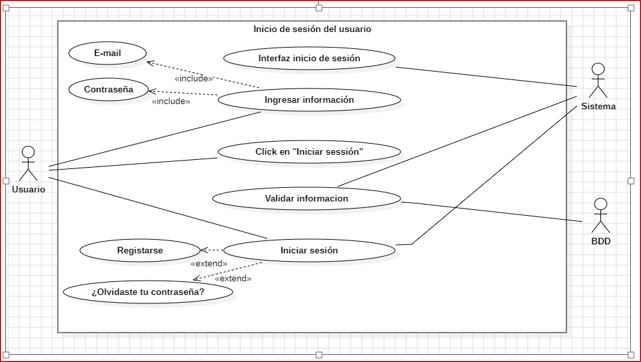 Inicio de sesión del usuario
E-mail
Interfaz inicio de sesión
«include»
Contraseña
«include»
Ingresar información
Sistema
Click en "Iniciar sessión"
Usuario
Validar informacion
BDD
Registarse
Iniciar sesión
«extend»
«extend»
¿Olvidaste tu contraseña?